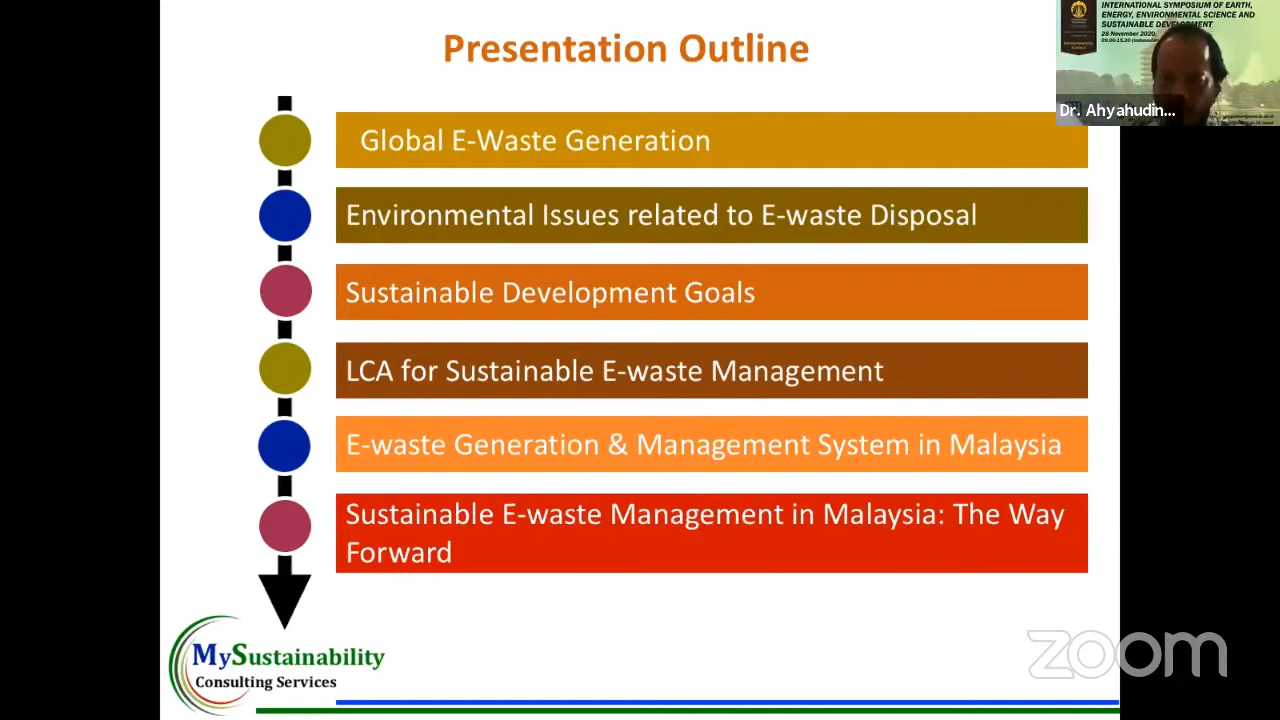 Presentation Outline
INTERNATIONAL SYMPOSIUM OF EARTH,
ENERGY, ENVIRONMENTAL SCIENCE AND
SUSTAINABLE DEVELOPMENT
28 November 2020,
Dr. Ahyahudin...
Global E-Waste Generation
Environmental Issues related to E-waste Disposal
Sustainable Development Goals
LCA for Sustainable E-waste Management
E-waste Generation & Management System in Malaysia
Sustainable E-waste Management in Malaysia: The Way
Forward
MySustainability
Consulting Services
zoom